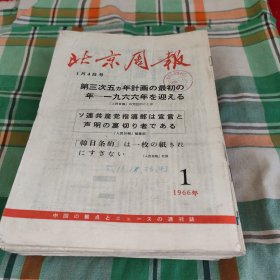 北京周報
1月4日号
第三次五ヵ年計画の最初の
年――一九六六年を迎える
ソ連共産党指導部は宣言と
声明の裏切り者である
「韓日条約」は一枚の紙きれ
にすぎない
1
1966年
中国の観点とニュースの週刊誌